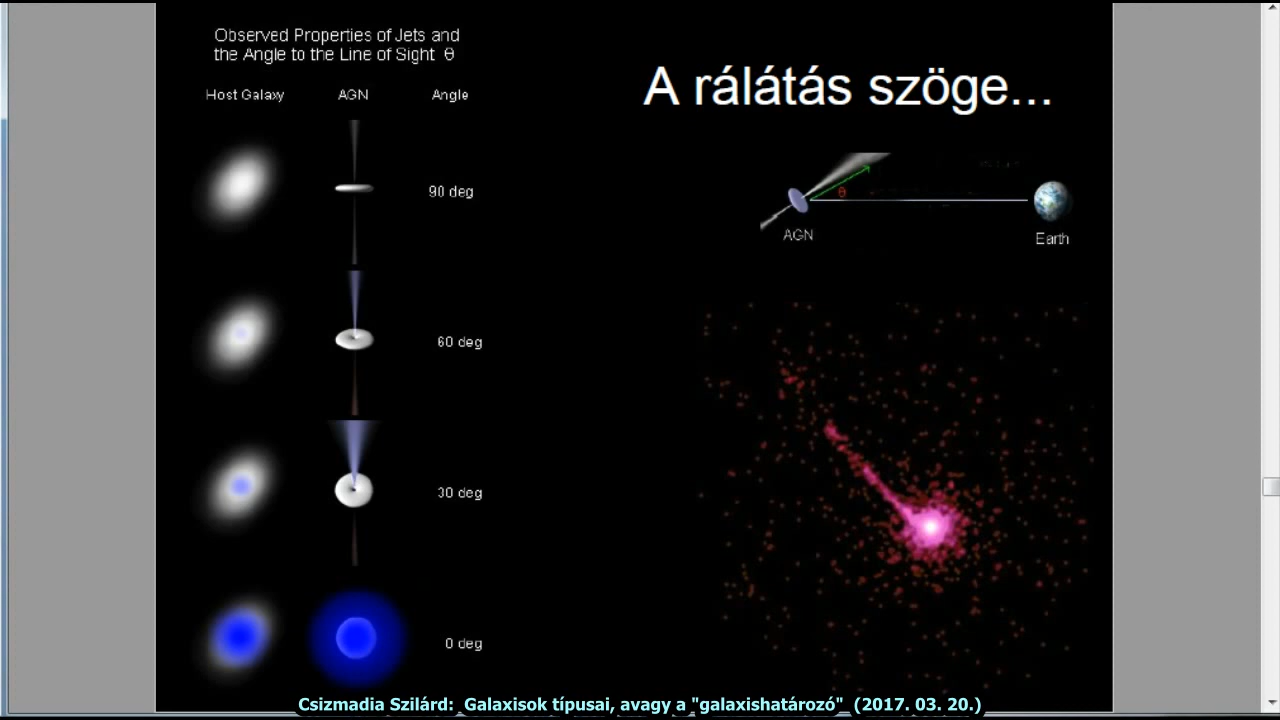 Observed Properties of Jets and
the Angle to the Line of Sight θ
Host Galaxy AGN Angle
90 deg
60 deg
30 deg
0 deg
A rálátás szöge...
θ
AGN
Earth
Csizmadia Szilárd: Galaxisok típusai, avagy a "galaxishatározó" (2017. 03. 20.)